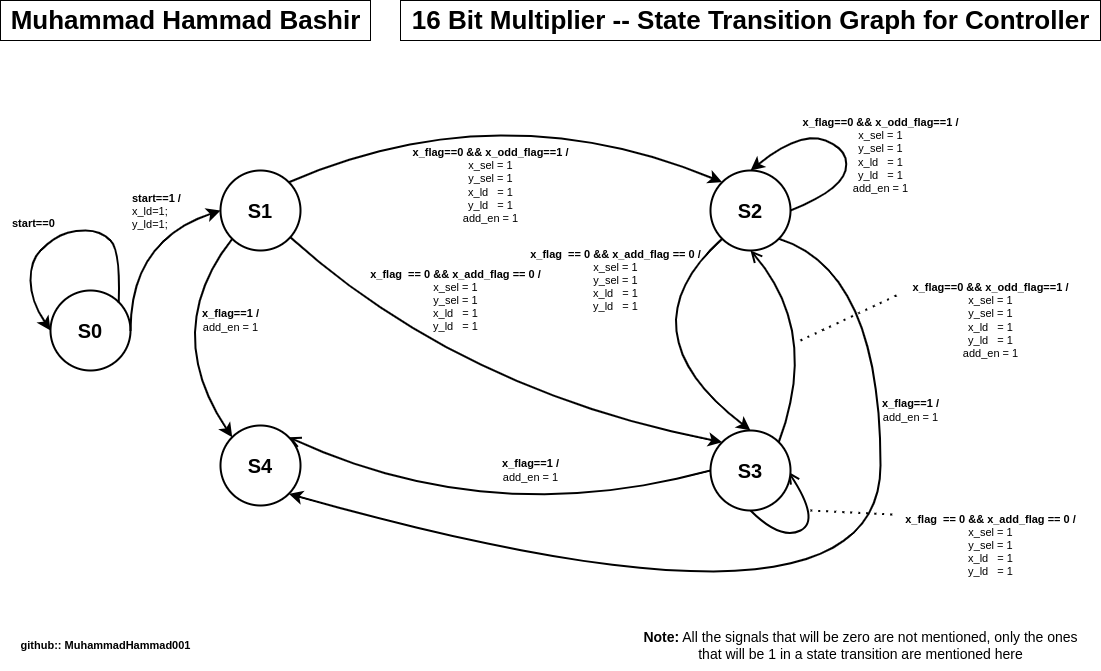 Muhammad Hammad Bashir
16 Bit Multiplier -- State Transition Graph for Controller
start==0
S0
start==1 /
x_ld=1;
y_ld=1;
S1
x_flag==0 && x_odd_flag==1 /
x_sel = 1
y_sel = 1
x_ld = 1
y_ld = 1
add_en = 1
S2
x_flag==0 && x_odd_flag==1 /
x_sel = 1
y_sel = 1
x_ld = 1
y_ld = 1
add_en = 1
x_flag == 0 && x_add_flag == 0 /
x_sel = 1
y_sel = 1
x_ld = 1
y_ld = 1
x_flag == 0 && x_add_flag == 0 /
x_sel = 1
y_sel = 1
x_ld = 1
y_ld = 1
x_flag==0 && x_odd_flag==1 /
x_sel = 1
y_sel = 1
x_ld = 1
y_ld = 1
add_en = 1
x_flag==1 /
add_en = 1
x_flag==1 /
add_en = 1
S4
x_flag==1 /
add_en = 1
S3
x_flag == 0 && x_add_flag == 0 /
x_sel = 1
y_sel = 1
x_ld = 1
y_ld = 1
github:: MuhammadHammad001
Note: All the signals that will be zero are not mentioned, only the ones
that will be 1 in a state transition are mentioned here